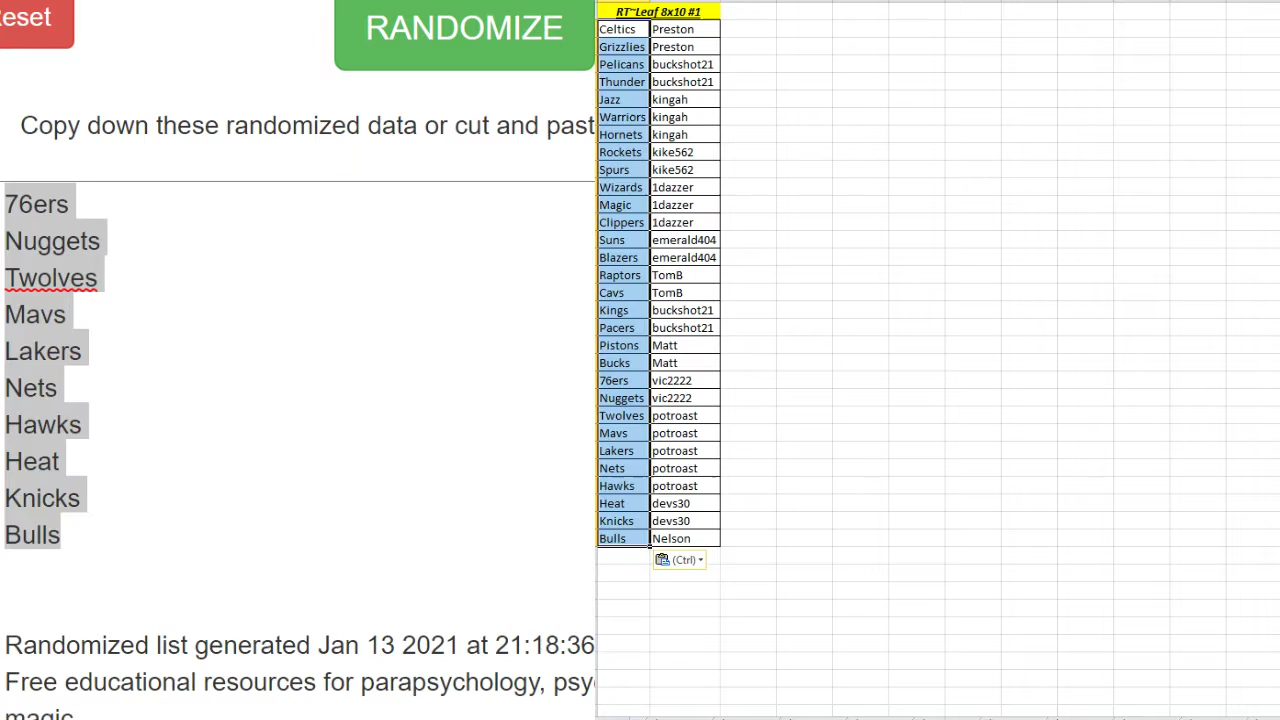 Reset
RANDOMIZE
Copy down these randomized data or cut and past
76ers
Nuggets
Twolves
Mavs
Lakers
Nets
Hawks
Heat
Knicks
Bulls
Randomized list generated Jan 13 2021 at 21:18:36
Free educational resources for parapsychology, psy
magic
RT~Leaf 8x10 #1
Celtics Preston
Grizzlies Preston
Pelicans buckshot21
Thunder buckshot21
Jazz kingah
Warriors kingah
Hornets kingah
Rockets kike562
Spurs kike562
Wizards 1dazzer
Magic 1dazzer
Clippers 1dazzer
Suns emerald404
Blazers emerald404
Raptors TomB
Cavs TomB
Kings buckshot21
Pacers buckshot21
Pistons Matt
Bucks Matt
76ers vic2222
Nuggets vic2222
Twolves potroast
Mavs potroast
Lakers potroast
Nets potroast
Hawks potroast
Heat devs30
Knicks devs30
Bulls Nelson
(Ctrl)